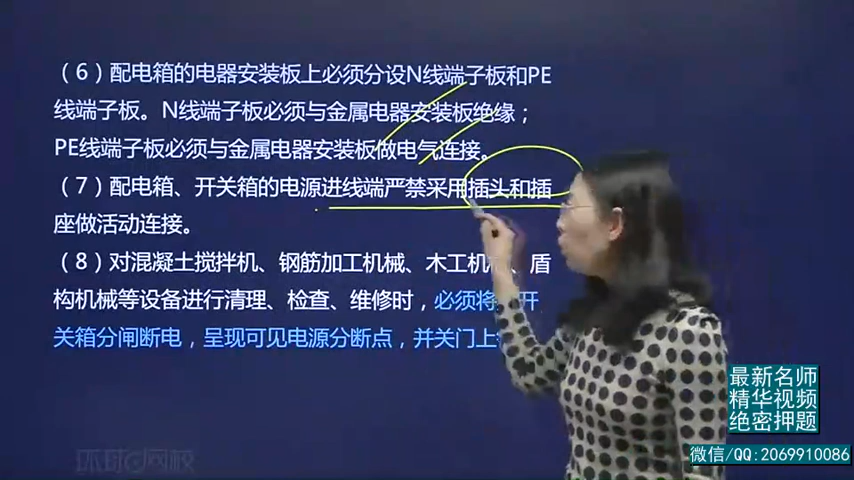 （6）配电箱的电器安装板上必须分设N线端子板和PE
线端子板。N线端子板必须与金属电器安装板绝缘；
PE线端子板必须与金属电器安装板做电气连接。
（7）配电箱、开关箱的电源进线端严禁采用插头和插
座做活动连接。
（8）对混凝土搅拌机、钢筋加工机械、木工机械、盾
构机械等设备进行清理、检查、维修时，必须将 开
关箱分闸断电，呈现可见电源分断点，并关门上
最新名师
精华视频
绝密押题
微信/QQ:2069910086
环球网校